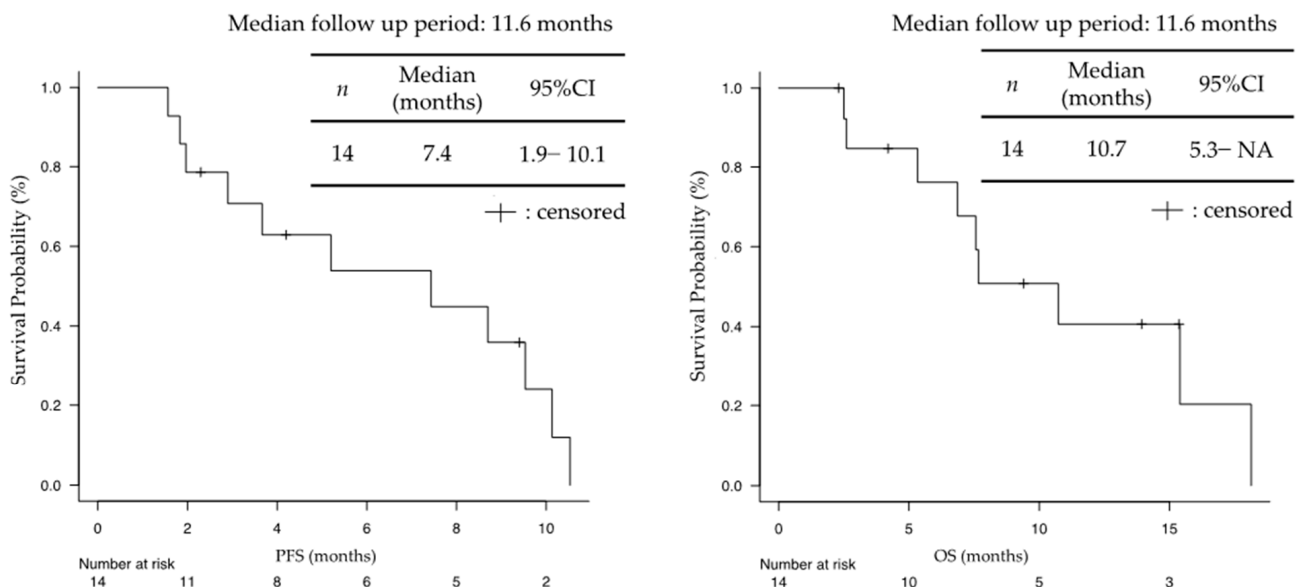 Median follow up period: 11.6 months
n Median (months) 95%CI
14 7.4 1.9– 10.1
: censored
Survival Probability (%)
1.0
0.8
0.6
0.4
0.2
0.0
0 2 4 6 8 10
PFS (months)
Number at risk
14 11 8 6 5 2
Median follow up period: 11.6 months
n Median (months) 95%CI
14 10.7 5.3– NA
: censored
Survival Probability (%)
1.0
0.8
0.6
0.4
0.2
0.0
0 5 10 15
OS (months)
Number at risk
14 10 5 3